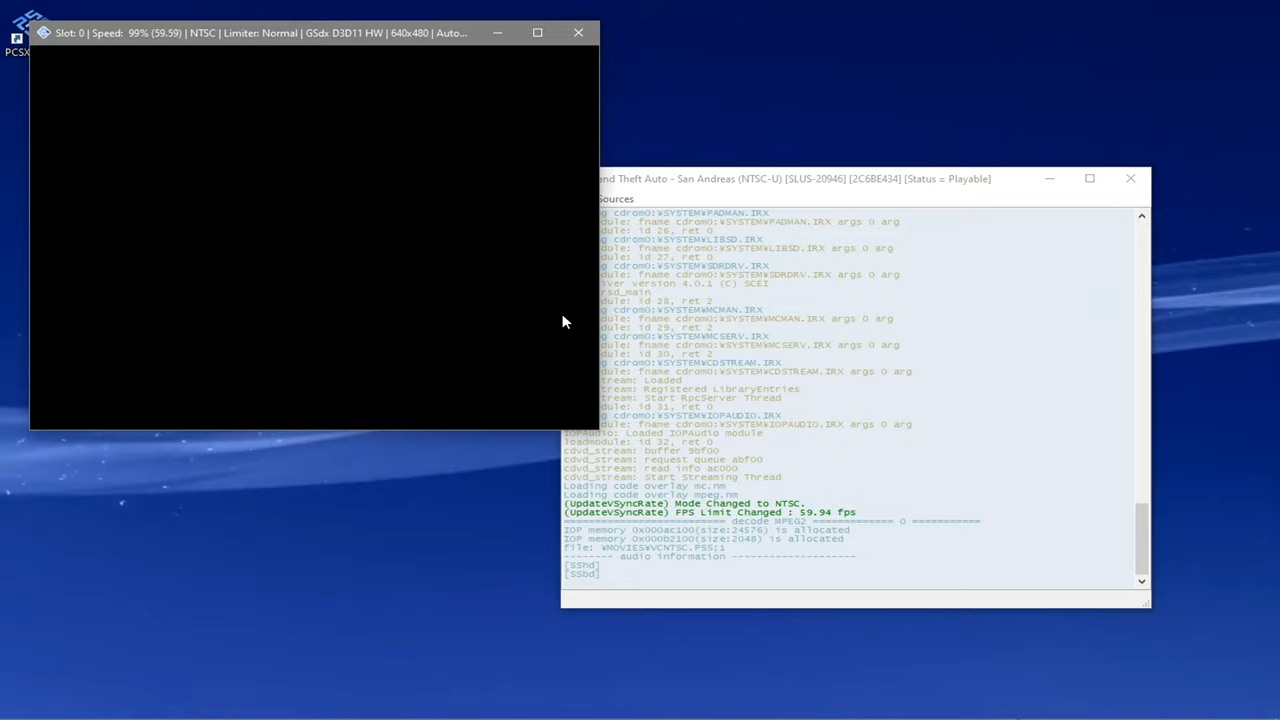 PCSX
Slot: 0 | Speed: 99% (59.59) | NTSC | Limiter: Normal | GSdx D3D11 HW | 640x480 | Auto...
and Theft Auto - San Andreas (NTSC-U) [SLUS-20946] [2C6BE434] [Status = Playable]
Sources
g cdrom0:¥SYSTEM¥PADMAN.IRX
dule: fname cdrom0:¥SYSTEM¥PADMAN.IRX args 0 arg
dule: id 26, ret 0
g cdrom0:¥SYSTEM¥LIBSD.IRX
dule: fname cdrom0:¥SYSTEM¥LIBSD.IRX args 0 arg
dule: id 27, ret 0
g cdrom0:¥SYSTEM¥SDRDRV.IRX
dule: fname cdrom0:¥SYSTEM¥SDRDRV.IRX args 0 arg
iver version 4.0.1 (C) SCEI
rsd_main
dule: id 28, ret 2
g cdrom0:¥SYSTEM¥MCMAN.IRX
dule: fname cdrom0:¥SYSTEM¥MCMAN.IRX args 0 arg
dule: id 29, ret 2
g cdrom0:¥SYSTEM¥MCSERV.IRX
dule: fname cdrom0:¥SYSTEM¥MCSERV.IRX args 0 arg
dule: id 30, ret 2
g cdrom0:¥SYSTEM¥CDSTREAM.IRX
dule: fname cdrom0:¥SYSTEM¥CDSTREAM.IRX args 0 arg
tream: Loaded
tream: Registered LibraryEntries
tream: Start RpcServer Thread
dule: id 31, ret 0
g cdrom0:¥SYSTEM¥IOPAUDIO.IRX
dule: fname cdrom0:¥SYSTEM¥IOPAUDIO.IRX args 0 arg
IOPAudio: Loaded IOPAudio module
loadmodule: id 32, ret 0
cdvd_stream: buffer 9bf00
cdvd_stream: request queue abf00
cdvd_stream: read info ac000
cdvd_stream: Start Streaming Thread
Loading code overlay mc.nm
Loading code overlay mpeg.nm
(UpdateVSyncRate) Mode Changed to NTSC.
(UpdateVSyncRate) FPS Limit Changed : 59.94 fps
========================== decode MPEG2 ============= 0 ===========
IOP memory 0x000ac100(size:24576) is allocated
IOP memory 0x000b2100(size:2048) is allocated
file: ¥MOVIES¥VCNTSC.PSS;1
-------- audio information --------------------
[SShd]
[SSbd]